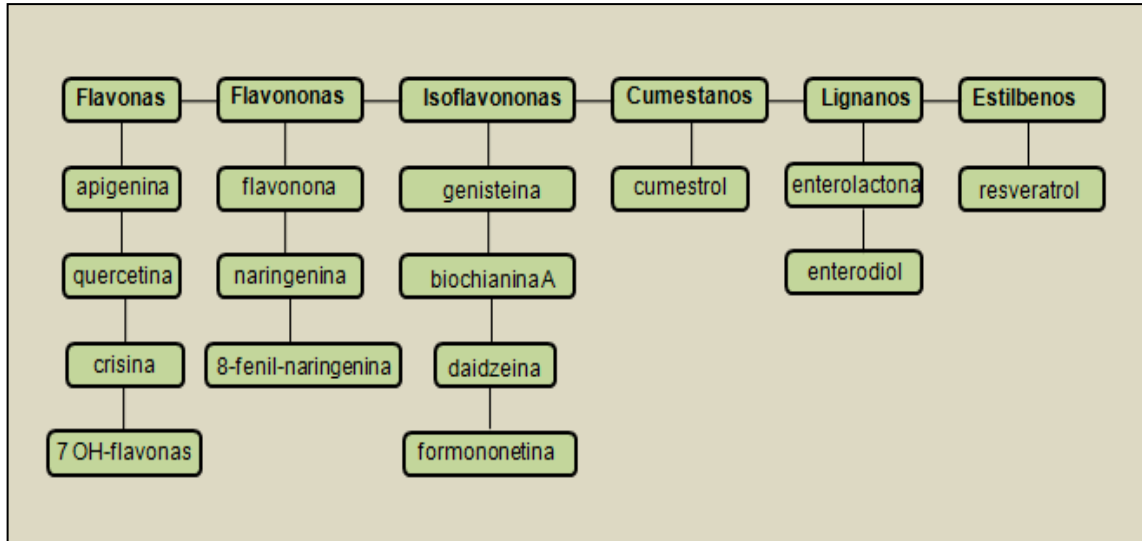 Flavonas
Flavononas
Isoflavononas
Cumestanos
Lignanos
Estilbenos
apigenina
flavonona
genisteina
cumestrol
enterolactona
resveratrol
quercetina
naringenina
biochianina A
enterodiol
crisina
8-fenil-naringenina
daidzeina
7 OH-flavonas
formononetina